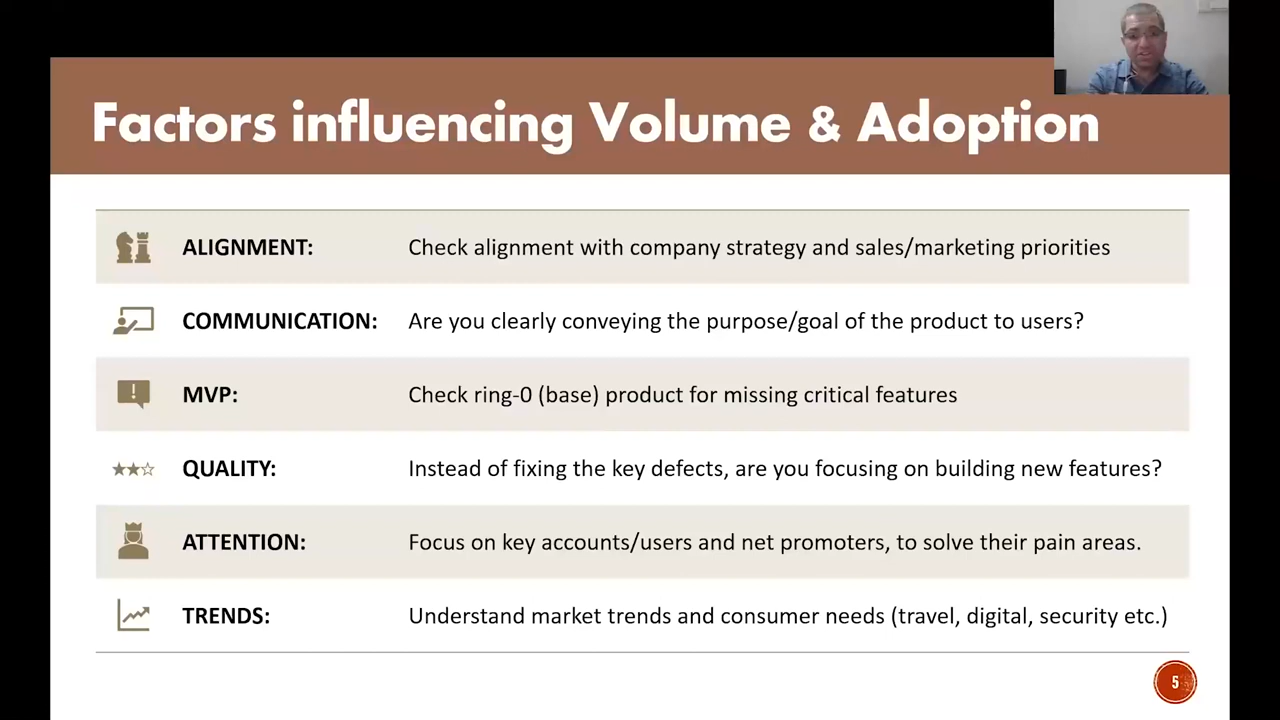 Factors influencing Volume & Adoption
ALIGNMENT: Check alignment with company strategy and sales/marketing priorities
COMMUNICATION: Are you clearly conveying the purpose/goal of the product to users?
MVP: Check ring-0 (base) product for missing critical features
QUALITY: Instead of fixing the key defects, are you focusing on building new features?
ATTENTION: Focus on key accounts/users and net promoters, to solve their pain areas.
TRENDS: Understand market trends and consumer needs (travel, digital, security etc.)
5